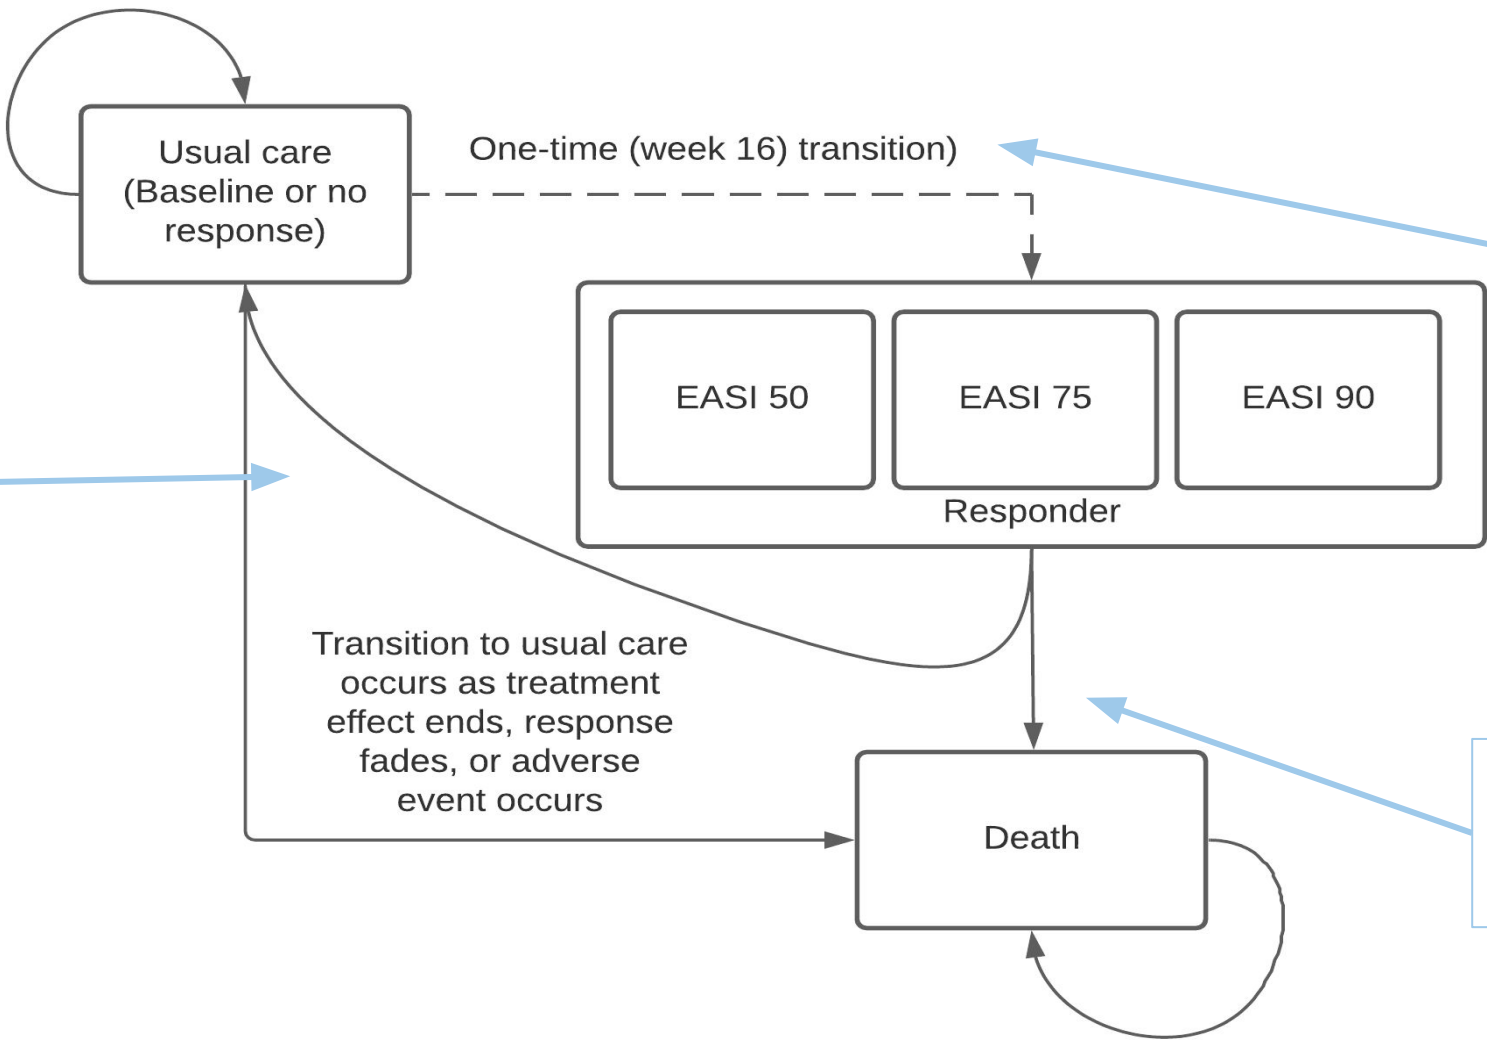 Usual care
(Baseline or no
response)
One-time (week 16) transition)
EASI 50
EASI 75
EASI 90
Responder
Transition to usual care
occurs as treatment
effect ends, response
fades, or adverse
event occurs
Death